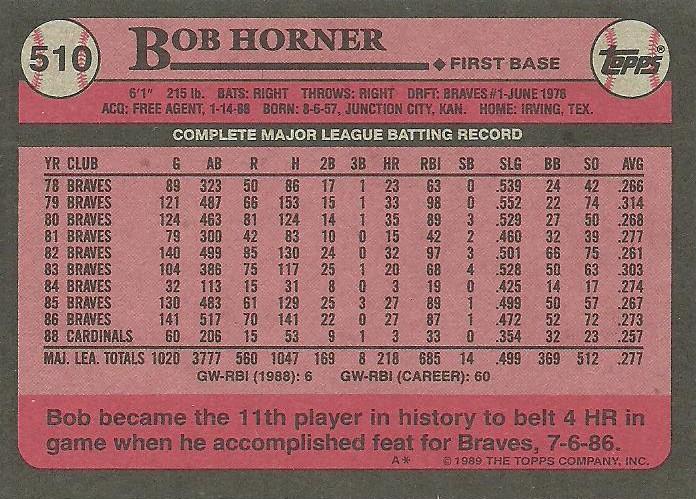 510 BOB HORNER Topps®
FIRST BASE
6'1" 215 lb. BATS: RIGHT THROWS: RIGHT DRFT: BRAVES #1-JUNE 1978
ACQ: FREE AGENT, 1-14-88 BORN: 8-6-57, JUNCTION CITY, KAN. HOME: IRVING, TEX.
COMPLETE MAJOR LEAGUE BATTING RECORD
YR CLUB G AB R H 2B 3B HR RBI SB SLG BB SO AVG
78 BRAVES 89 323 50 86 17 1 23 63 0 .539 24 42 .266
79 BRAVES 121 487 66 153 15 1 33 98 0 .552 22 74 .314
80 BRAVES 124 463 81 124 14 1 35 89 3 .529 27 50 .268
81 BRAVES 79 300 42 83 10 0 15 42 2 .460 32 39 .277
82 BRAVES 140 499 85 130 24 0 32 97 3 .501 66 75 .261
83 BRAVES 104 386 75 117 25 1 20 68 4 .528 50 63 .303
84 BRAVES 32 113 15 31 8 0 3 19 0 .425 14 17 .274
85 BRAVES 130 483 61 129 25 3 27 89 1 .499 50 57 .267
86 BRAVES 141 517 70 141 22 0 27 87 1 .472 52 72 .273
88 CARDINALS 60 206 15 53 9 1 3 33 0 .354 32 23 .257
MAJ. LEA. TOTALS 1020 3777 560 1047 169 8 218 685 14 .499 369 512 .277
GW-RBI (1988): 6 GW-RBI (CAREER): 60
Bob became the 11th player in history to belt 4 HR in
game when he accomplished feat for Braves, 7-6-86.
A* © 1989 THE TOPPS COMPANY, INC.